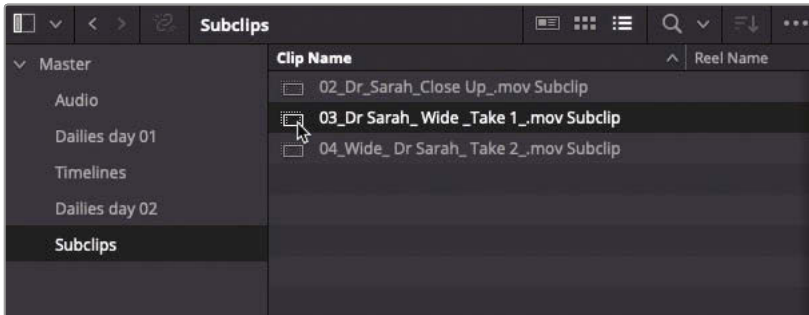 Subclips
Master
Audio
Dailies day 01
Timelines
Dailies day 02
Subclips
Clip Name Reel Name
02_Dr_Sarah_Close Up_.mov Subclip
03_Dr Sarah_ Wide _Take 1_.mov Subclip
04_Wide_ Dr Sarah_ Take 2_.mov Subclip